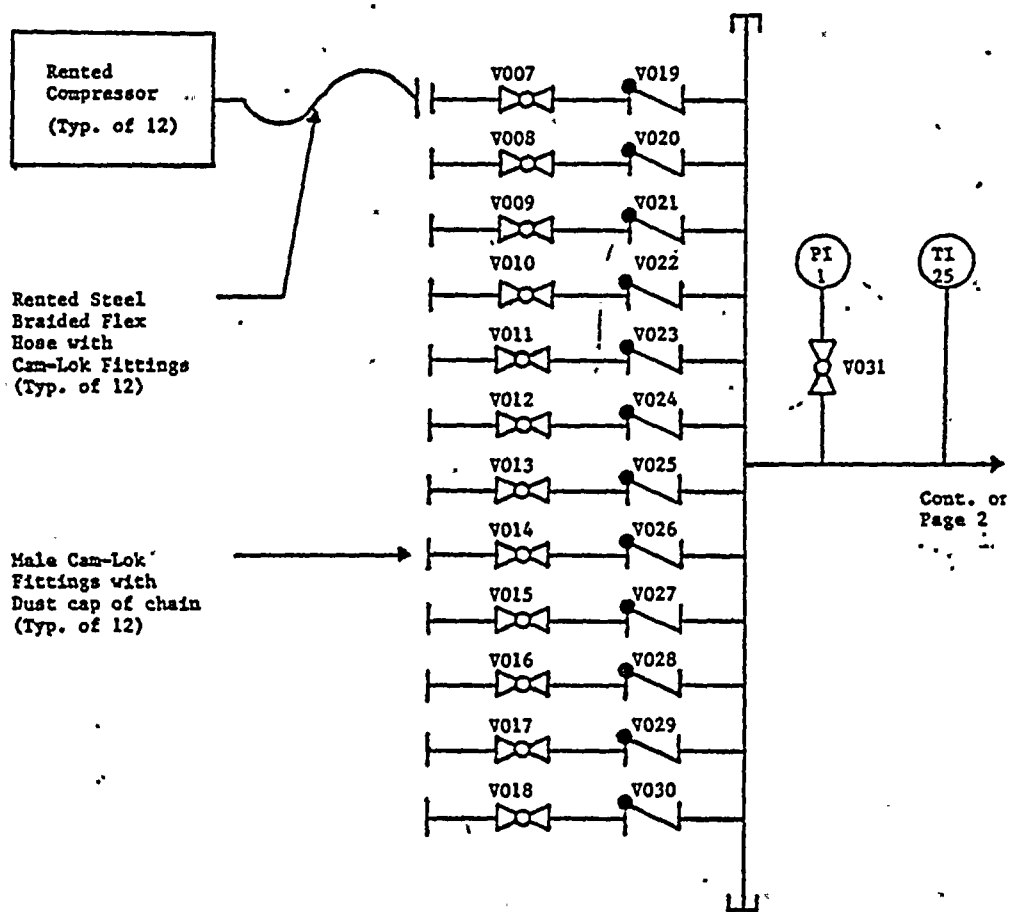 Rented
Compressor
(Typ. of 12)
V007
V019
V008
V020
V009
V021
V010
V022
PI
1
TI
25
Rented Steel
Braided Flex
Hose with
Cam-Lok Fittings
(Typ. of 12)
V011
V023
V031
V012
V024
V013
V025
Cont. or
Page 2
V014
V026
Male Cam-Lok
Fittings with
Dust cap of chain
(Typ. of 12)
V015
V027
V016
V028
V017
V029
V018
V030